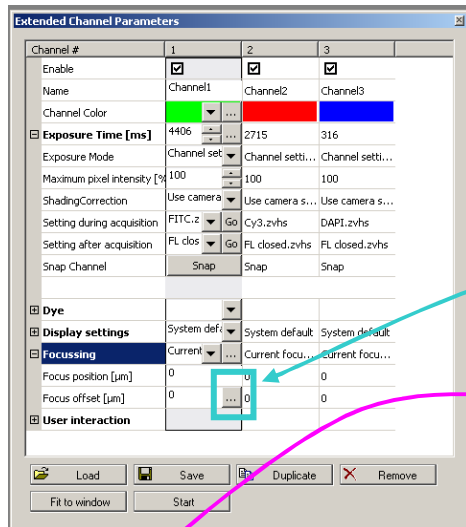 Extended Channel Parameters
Channel # 1 2 3
Enable
Name Channel1 Channel2 Channel3
Channel Color ...
Exposure Time [ms] 4406 ... 2715 316
Exposure Mode Channel set Channel setti... Channel setti...
Maximum pixel intensity [% 100 100 100
ShadingCorrection Use camera Use camera s... Use camera s...
Setting during acquisition FITC.z Go Cy3.zvhs DAPI.zvhs
Setting after acquisition FL clos Go FL closed.zvhs FL closed.zvhs
Snap Channel Snap Snap Snap
Dye
Display settings System defa System default System default
Focussing Current ... Current focu... Current focu...
Focus position [µm] 0 0 0
Focus offset [µm] 0 ... 0 0
User interaction
Load Save Duplicate Remove
Fit to window Start